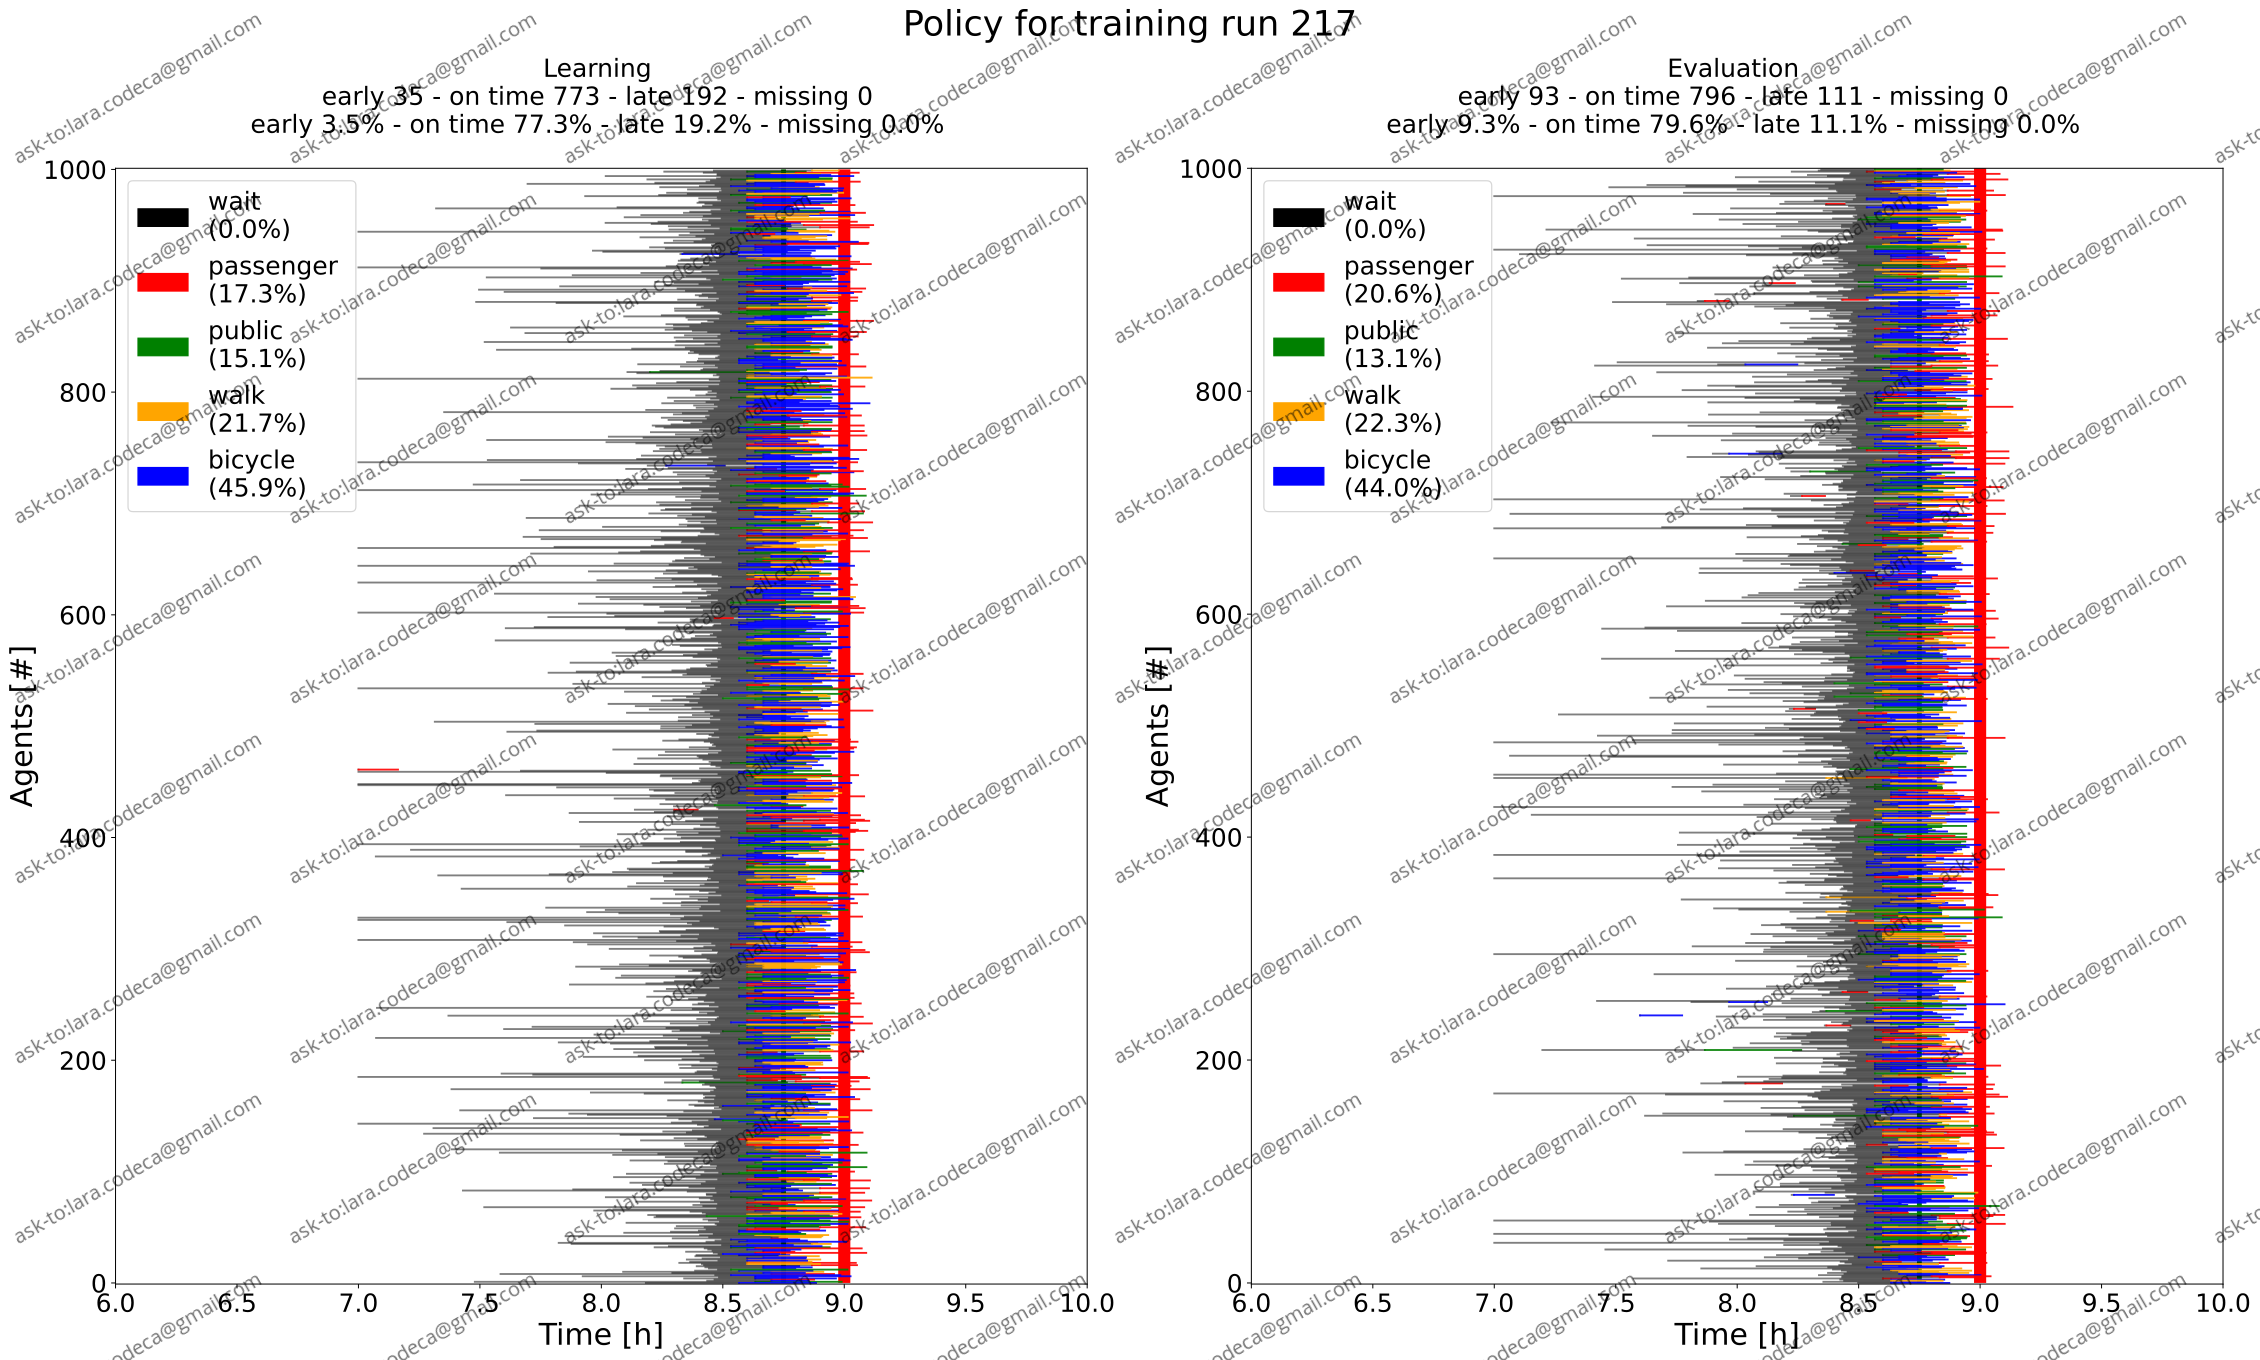 Policy for training run 217
Learning
early 35 - on time 773 - late 192 - missing 0
early 3.5% - on time 77.3% - late 19.2% - missing 0.0%
wait
(0.0%)
passenger
(17.3%)
public
(15.1%)
walk
(21.7%)
bicycle
(45.9%)
Agents [#]
1000
800
600
400
200
0
6.0 6.5 7.0 7.5 8.0 8.5 9.0 9.5 10.0
Time [h]
Evaluation
early 93 - on time 796 - late 111 - missing 0
early 9.3% - on time 79.6% - late 11.1% - missing 0.0%
wait
(0.0%)
passenger
(20.6%)
public
(13.1%)
walk
(22.3%)
bicycle
(44.0%)
Agents [#]
1000
800
600
400
200
0
6.0 6.5 7.0 7.5 8.0 8.5 9.0 9.5 10.0
Time [h]
ask-to:lara.codeca@gmail.com